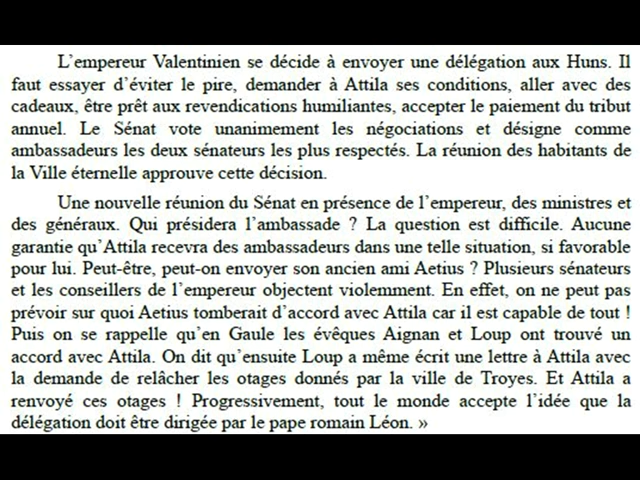 L’empereur Valentinien se décide à envoyer une délégation aux Huns. Il
faut essayer d’éviter le pire, demander à Attila ses conditions, aller avec des
cadeaux, être prêt aux revendications humiliantes, accepter le paiement du tribut
annuel. Le Sénat vote unanimement les négociations et désigne comme
ambassadeurs les deux sénateurs les plus respectés. La réunion des habitants de
la Ville éternelle approuve cette décision.
Une nouvelle réunion du Sénat en présence de l’empereur, des ministres et
des généraux. Qui présidera l’ambassade ? La question est difficile. Aucune
garantie qu’Attila recevra des ambassadeurs dans une telle situation, si favorable
pour lui. Peut-être, peut-on envoyer son ancien ami Aetius ? Plusieurs sénateurs
et les conseillers de l’empereur objectent violemment. En effet, on ne peut pas
prévoir sur quoi Aetius tomberait d’accord avec Attila car il est capable de tout !
Puis on se rappelle qu’en Gaule les évêques Aignan et Loup ont trouvé un
accord avec Attila. On dit qu’ensuite Loup a même écrit une lettre à Attila avec
la demande de relâcher les otages donnés par la ville de Troyes. Et Attila a
renvoyé ces otages ! Progressivement, tout le monde accepte l’idée que la
délégation doit être dirigée par le pape romain Léon. »